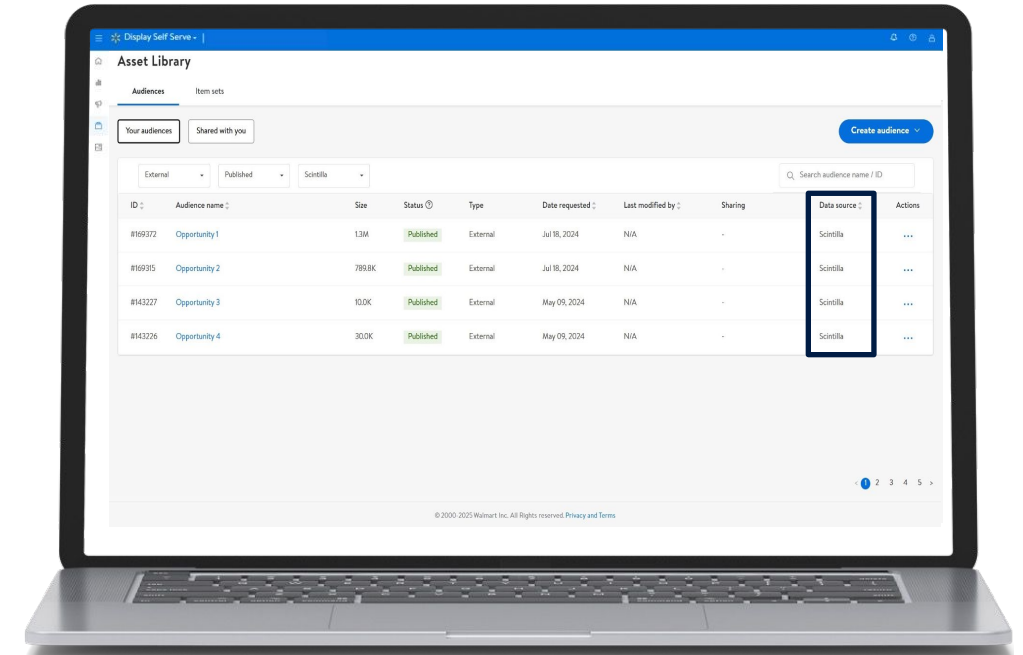 Display Self Serve
Asset Library
Audiences Item sets
Your audiences Shared with you Create audience
External Published Scintilla Search audience name / ID
ID Audience name Size Status Type Date requested Last modified by Sharing Data source Actions
#169372 Opportunity 1 1.3M Published External Jul 18, 2024 N/A - Scintilla ...
#169315 Opportunity 2 789.8K Published External Jul 18, 2024 N/A - Scintilla ...
#143227 Opportunity 3 10.0K Published External May 09, 2024 N/A - Scintilla ...
#143226 Opportunity 4 30.0K Published External May 09, 2024 N/A - Scintilla ...
< 1 2 3 4 5 >
© 2000-2025 Walmart Inc. All Rights reserved. Privacy and Terms